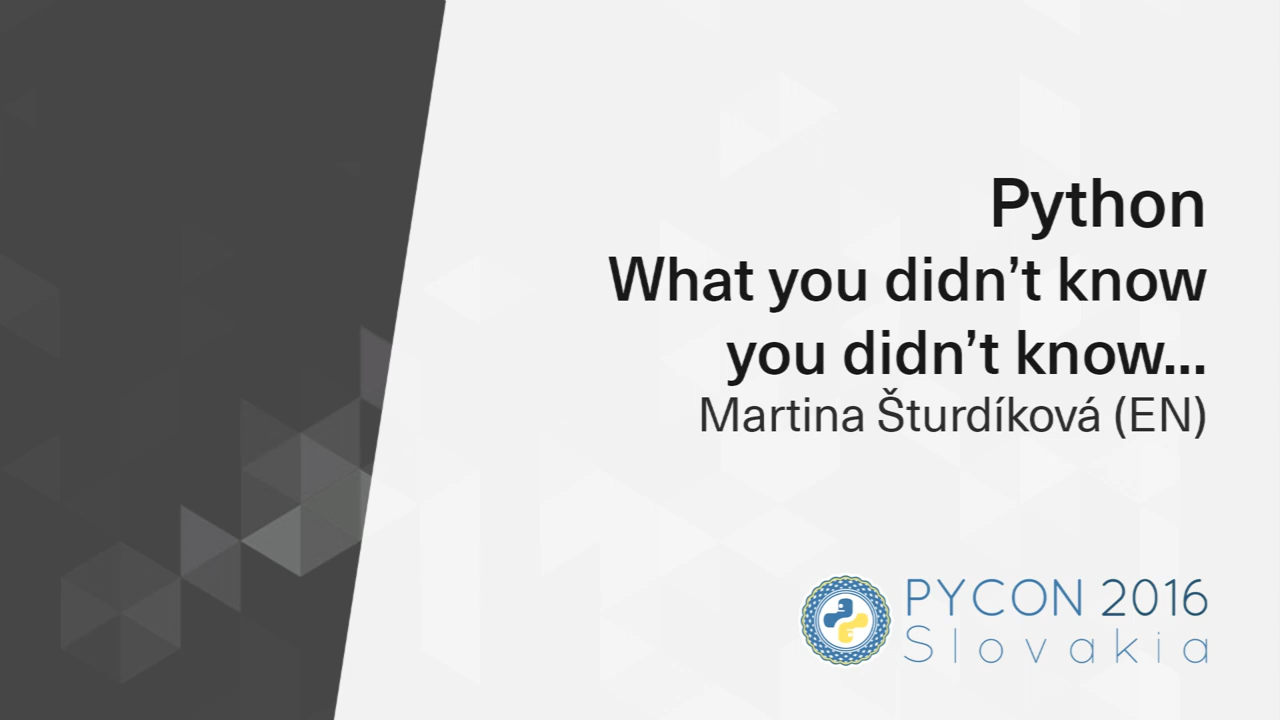 Python
What you didn’t know
you didn’t know...
Martina Šturdíková (EN)
PYCON 2016
Slovakia